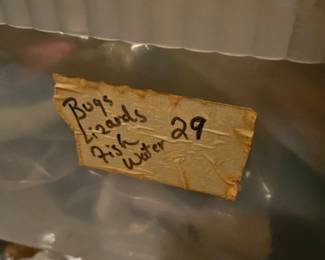 Bugs
Lizards 29
Fish
Water